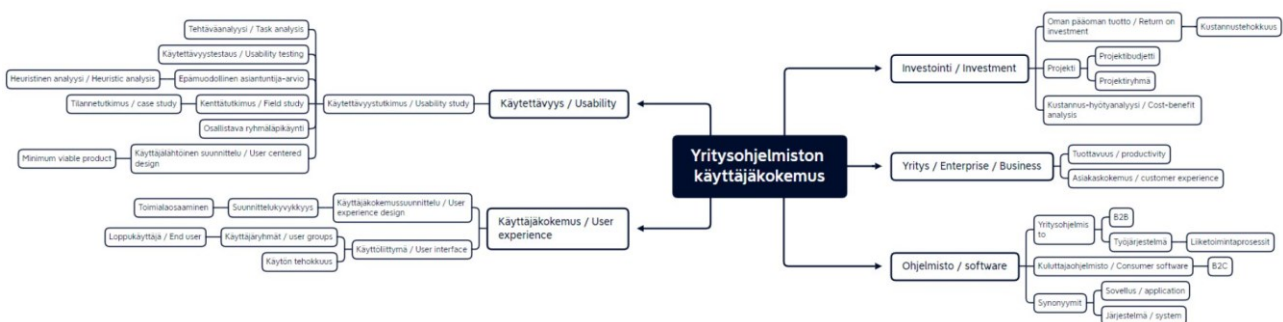 Yritysohjelmiston
käyttäjäkokemus
Käytettävyys / Usability
Käytettävyystutkimus / Usability study
Tehtäväanalyysi / Task analysis
Käytettävyystestaus / Usability testing
Epämuodollinen asiantuntija-arvio
Heuristinen analyysi / Heuristic analysis
Kenttätutkimus / Field study
Tilannetutkimus / case study
Osallistava ryhmäläpikäynti
Käyttäjälähtöinen suunnittelu / User centered
design
Minimum viable product
Käyttäjäkokemus / User
experience
Käyttäjäkokemussuunnittelu / User
experience design
Suunnittelukyvykkyys
Toimialaosaaminen
Käyttöliittymä / User interface
Käyttäjäryhmät / user groups
Loppukäyttäjä / End user
Käytön tehokkuus
Investointi / Investment
Oman pääoman tuotto / Return on
investment
Kustannustehokkuus
Projekti
Projektibudjetti
Projektiryhmä
Kustannus-hyötyanalyysi / Cost-benefit
analysis
Yritys / Enterprise / Business
Tuottavuus / productivity
Asiakaskokemus / customer experience
Ohjelmisto / software
Yritysohjelmis
to
B2B
Työjärjestelmä
Liiketoimintaprosessit
Kuluttajaohjelmisto / Consumer software
B2C
Synonyymit
Sovellus / application
Järjestelmä / system